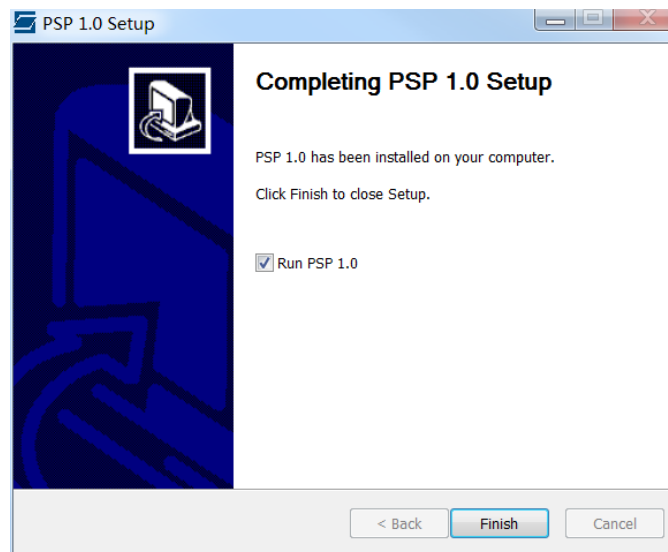 PSP 1.0 Setup
Completing PSP 1.0 Setup
PSP 1.0 has been installed on your computer.
Click Finish to close Setup.
Run PSP 1.0
< Back
Finish
Cancel